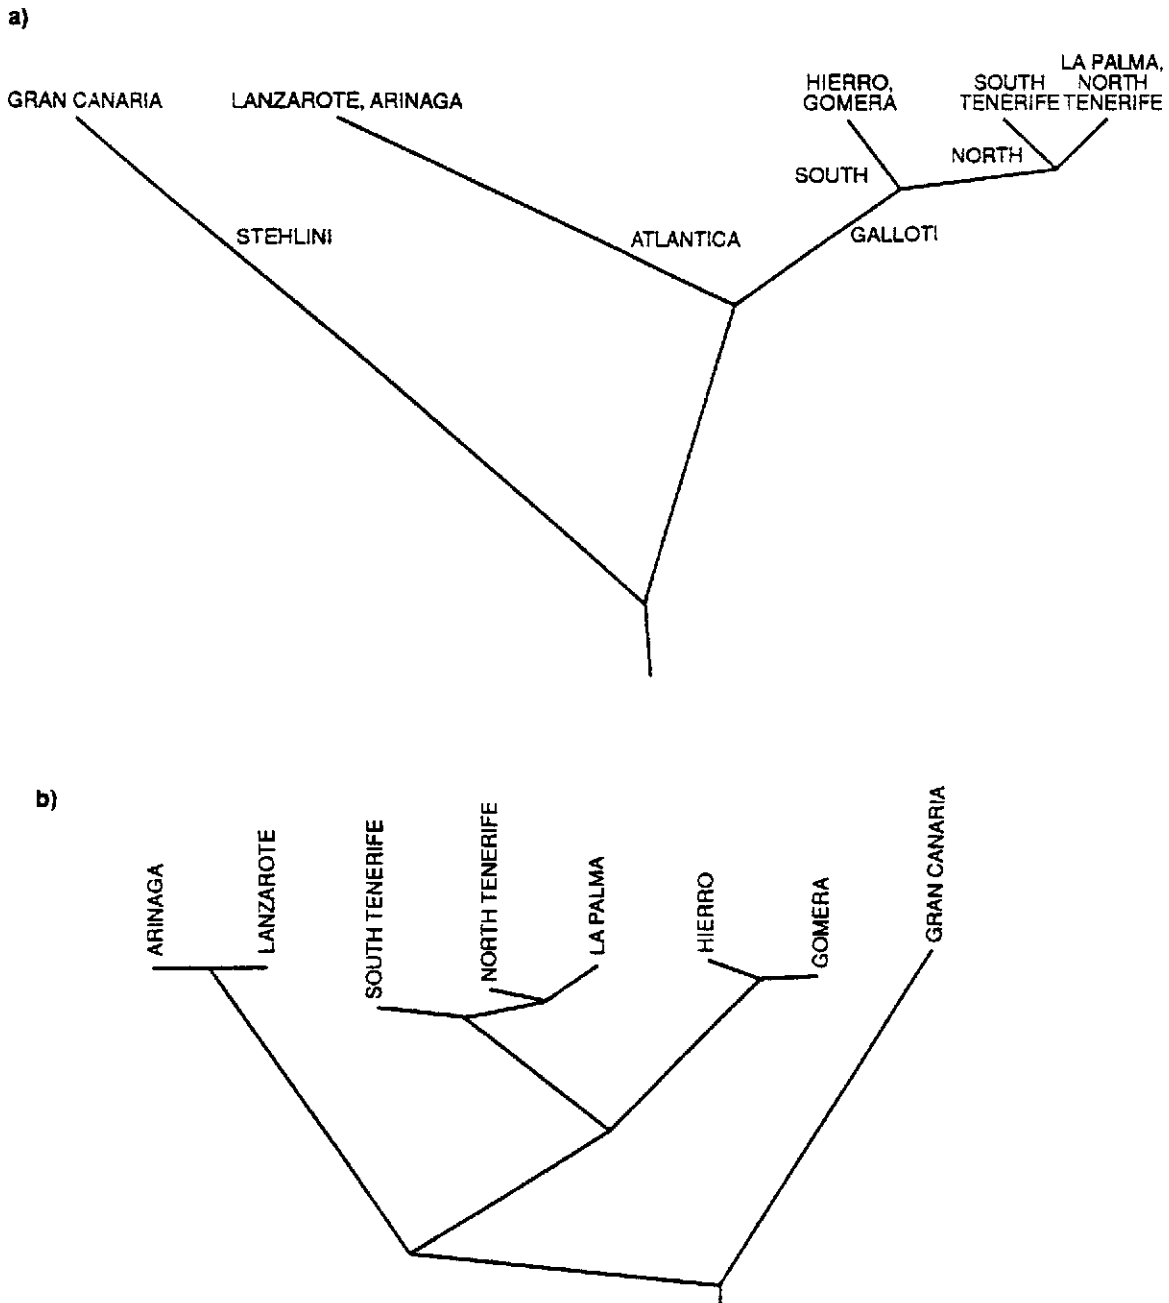 a)
GRAN CANARIA
LANZAROTE, ARINAGA
HIERRO,
GOMERA
SOUTH
TENERIFE
LA PALMA,
NORTH
TENERIFE
SOUTH
NORTH
STEHLINI
ATLANTICA
GALLOTI
b)
ARINAGA
LANZAROTE
SOUTH TENERIFE
NORTH TENERIFE
LA PALMA
HIERRO
GOMERA
GRAN CANARIA